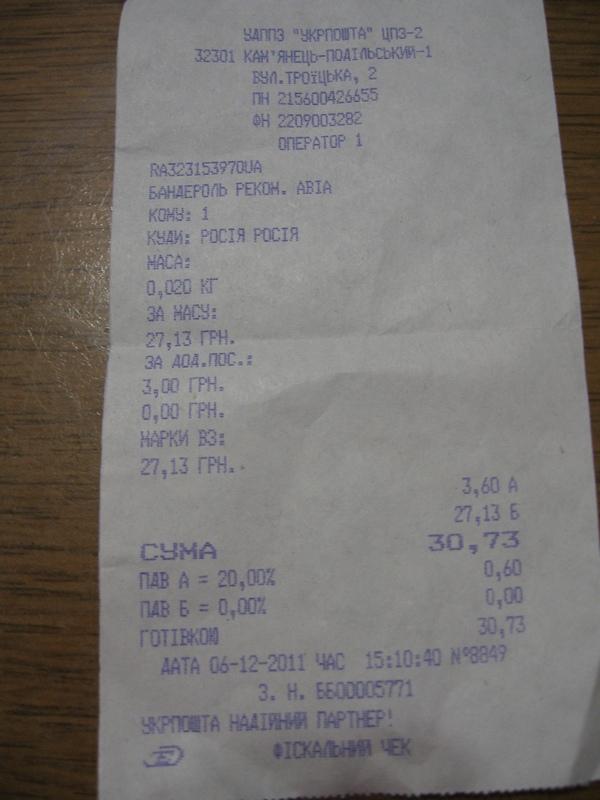 УДППЗ "УКРПОШТА" ЦПЗ-2
32301 КАМ'ЯНЕЦЬ-ПОДІЛЬСЬКИЙ-1
ВУЛ.ТРОЇЦЬКА, 2
ПН 215600426655
ФН 2209003282
ОПЕРАТОР 1
RA323153970UA
БАНДЕРОЛЬ РЕКОМ. АВІА
КОМУ: 1
КУДИ: РОСІЯ РОСІЯ
МАСА:
0,020 КГ
ЗА МАСУ:
27,13 ГРН.
ЗА ДОД.ПОС.:
3,00 ГРН.
0,00 ГРН.
МАРКИ ВЗ:
27,13 ГРН.
3,60 А
27,13 Б
СУМА 30,73
ПДВ А = 20,00% 0,60
ПДВ Б = 0,00% 0,00
ГОТІВКОЮ 30,73
ДАТА 06-12-2011 ЧАС 15:10:40 №8849
З. Н. ББ00005771
УКРПОШТА НАДІЙНИЙ ПАРТНЕР!
ФІСКАЛЬНИЙ ЧЕК